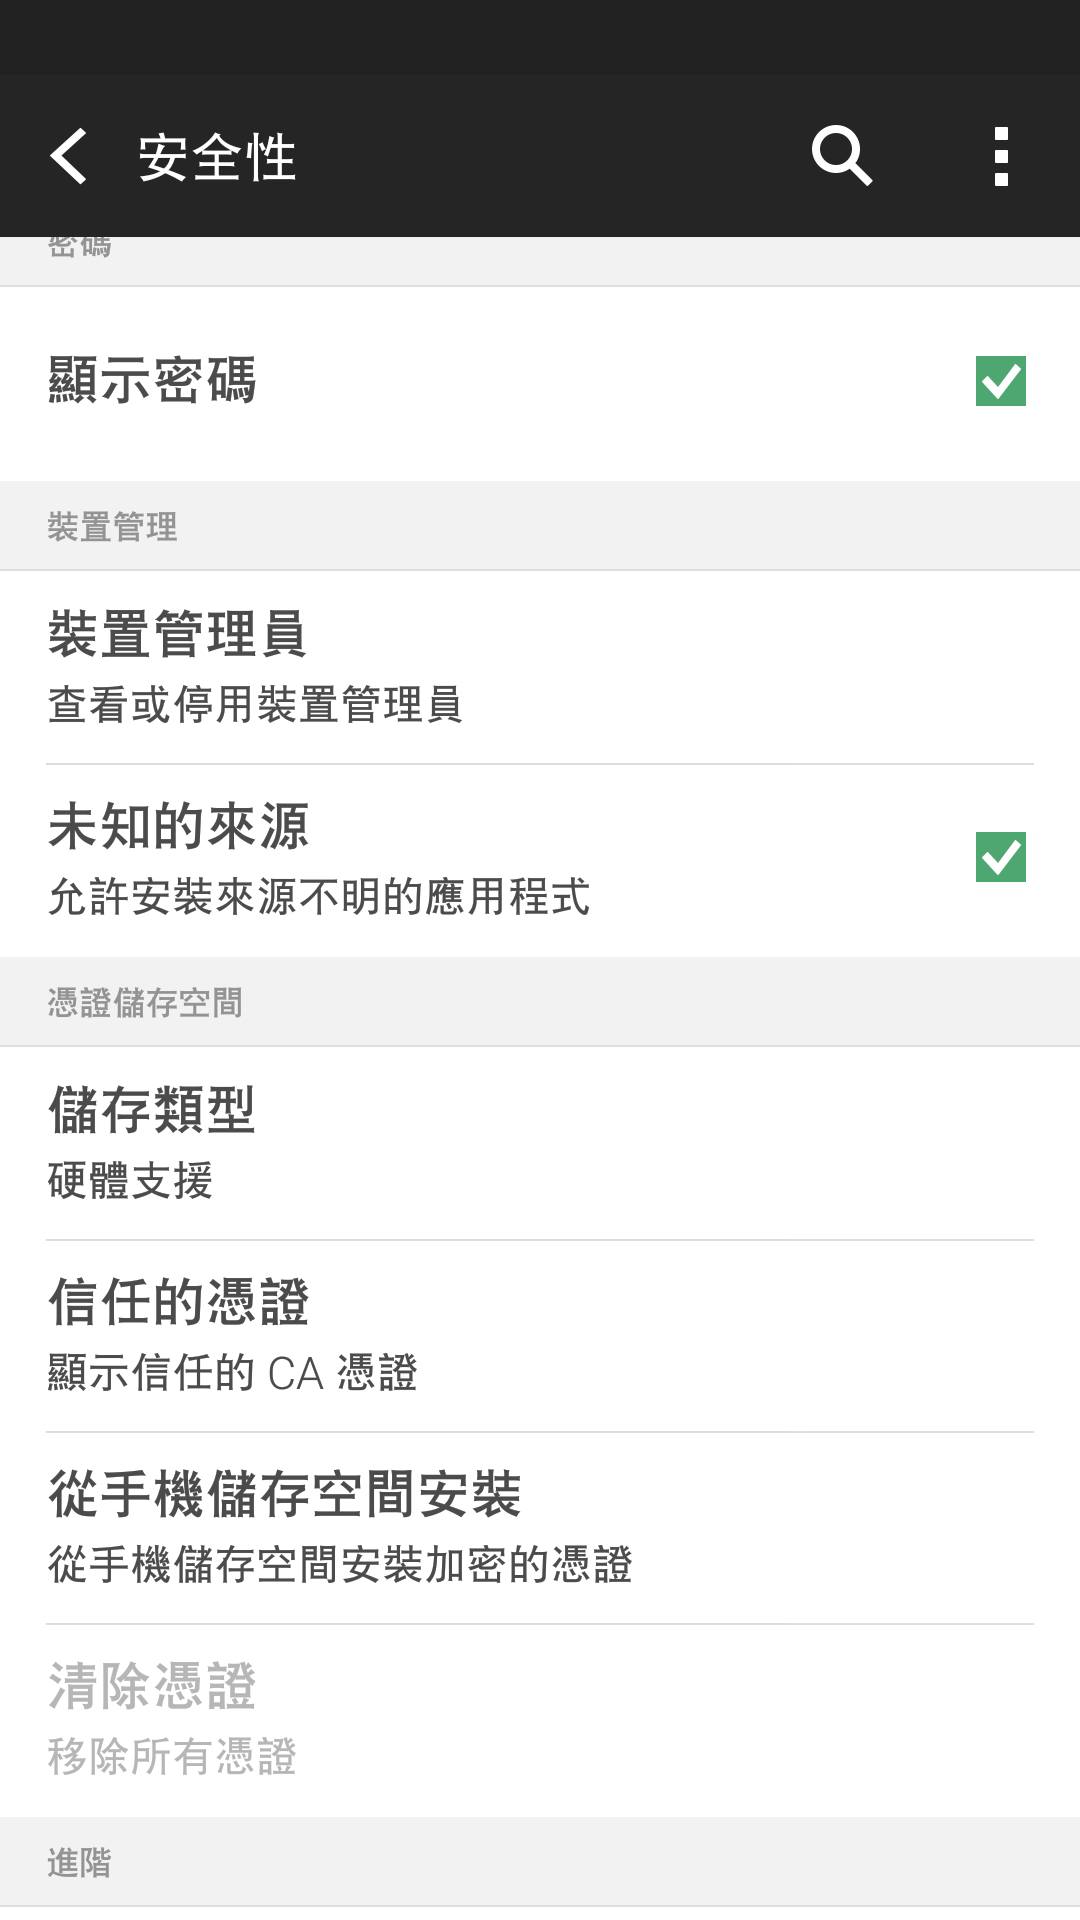 安全性
密碼
顯示密碼
裝置管理
裝置管理員
查看或停用裝置管理員
未知的來源
允許安裝來源不明的應用程式
憑證儲存空間
儲存類型
硬體支援
信任的憑證
顯示信任的 CA 憑證
從手機儲存空間安裝
從手機儲存空間安裝加密的憑證
清除憑證
移除所有憑證
進階